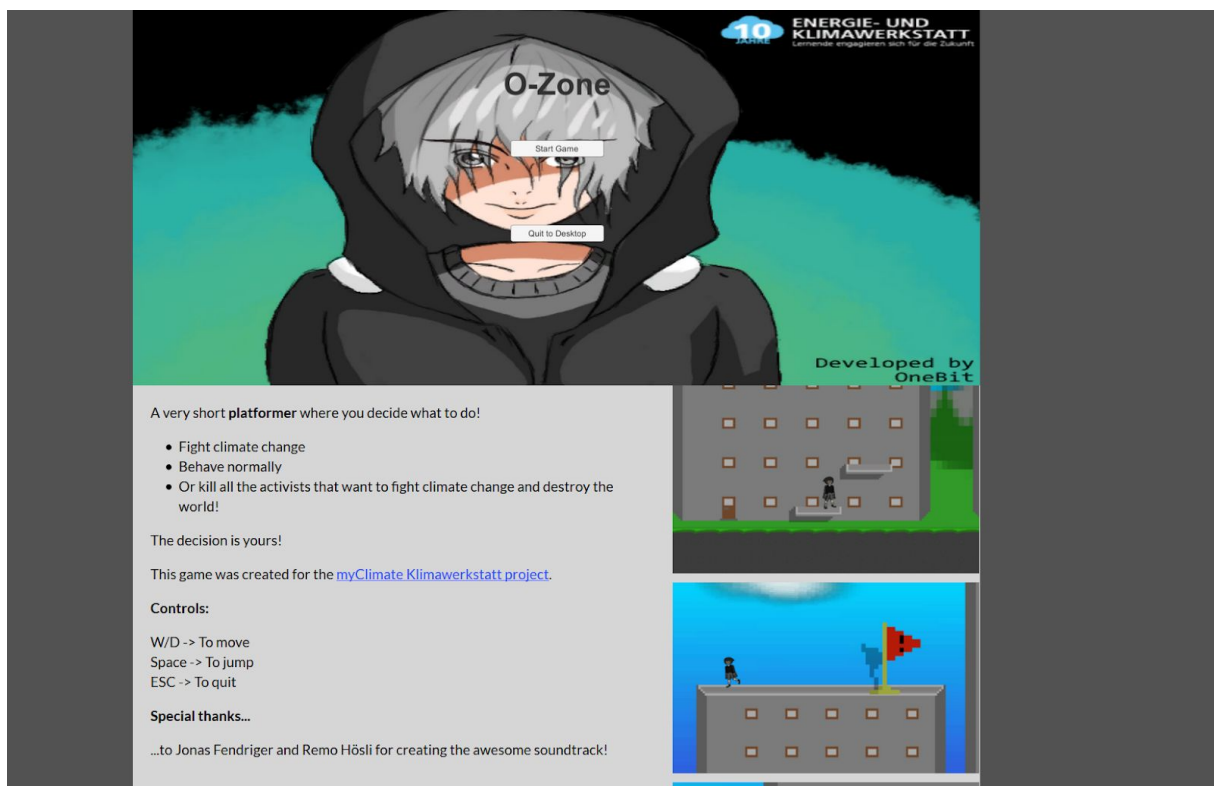 10
JAHRE
ENERGIE- UND
KLIMAWERKSTATT
Lernende engagieren sich für die Zukunft
O-Zone
Start Game
Quit to Desktop
Developed by
OneBit
A very short platformer where you decide what to do!
Fight climate change
Behave normally
Or kill all the activists that want to fight climate change and destroy the
world!
The decision is yours!
This game was created for the myClimate Klimawerkstatt project.
Controls:
W/D -> To move
Space -> To jump
ESC -> To quit
Special thanks...
...to Jonas Fendriger and Remo Hösli for creating the awesome soundtrack!